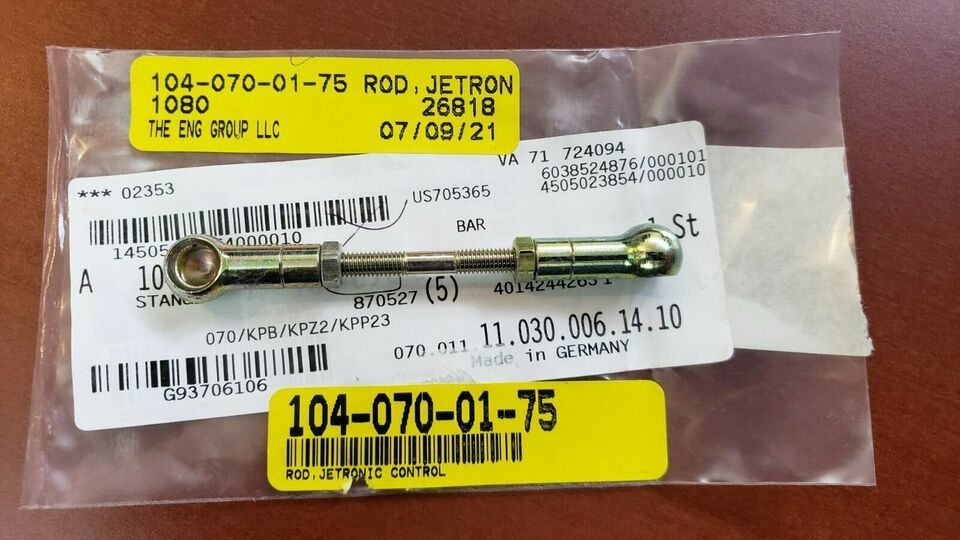 104-070-01-75 ROD, JETRON
1080 26818
THE ENG GROUP LLC 07/09/21
VA 71 724094
6038524876/000101
4505023854/000010
*** 02353
US705365
BAR
000010
St
A 10
870527 (5)
070/KPB/KPZ2/KPP23
070.011 11.030.006.14.10
Made in GERMANY
G93706106
104-070-01-75
ROD, JETRONIC CONTROL